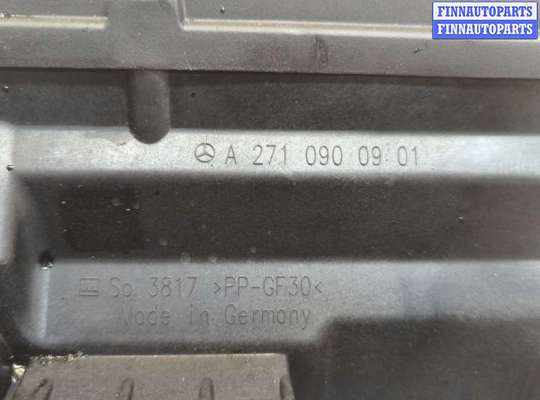 FINNAUTOPARTS
FINNAUTOPARTS
A 271 090 09 01
Sp 3817 >PP-GF30<
Made in Germany